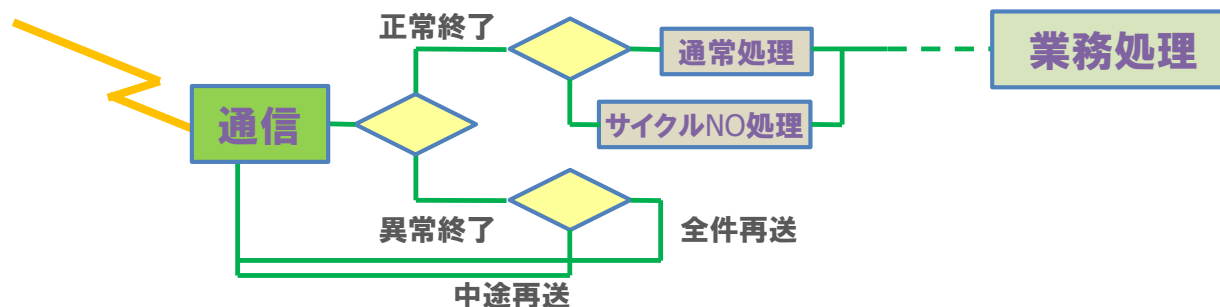 正常終了
通常処理
業務処理
通信
サイクルNO処理
異常終了
全件再送
中途再送